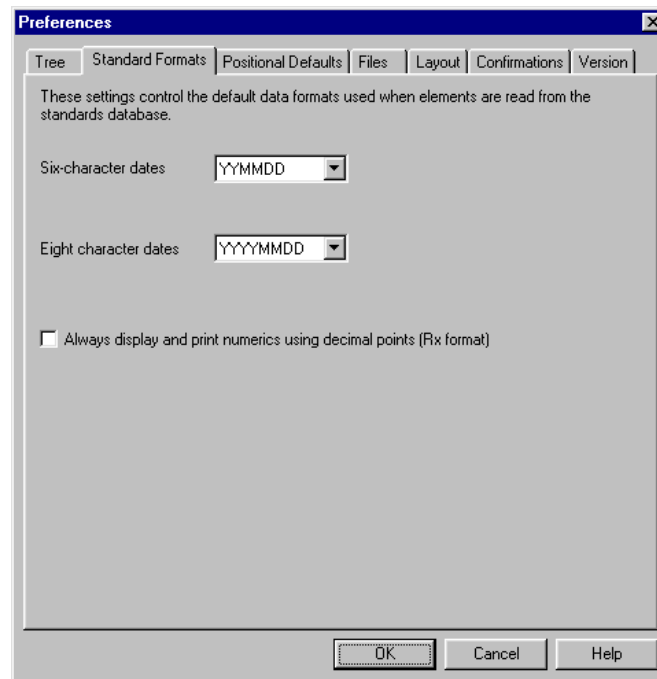 Preferences
Tree Standard Formats Positional Defaults Files Layout Confirmations Version
These settings control the default data formats used when elements are read from the
standards database.
Six-character dates YYMMDD
Eight character dates YYYYMMDD
Always display and print numerics using decimal points (Rx format)
OK Cancel Help